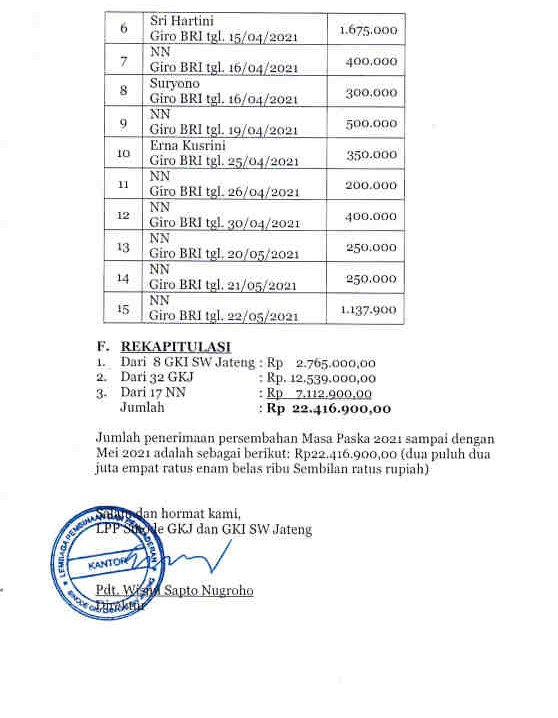 6
Sri Hartini
Giro BRI tgl. 15/04/2021
1.675.000
7
NN
Giro BRI tgl. 16/04/2021
400.000
8
Suryono
Giro BRI tgl. 16/04/2021
300.000
9
NN
Giro BRI tgl. 19/04/2021
500.000
10
Erna Kusrini
Giro BRI tgl. 25/04/2021
350.000
11
NN
Giro BRI tgl. 26/04/2021
200.000
12
NN
Giro BRI tgl. 30/04/2021
400.000
13
NN
Giro BRI tgl. 20/05/2021
250.000
14
NN
Giro BRI tgl. 21/05/2021
250.000
15
NN
Giro BRI tgl. 22/05/2021
1.137.900
F. REKAPITULASI
1. Dari 8 GKI SW Jateng : Rp 2.765.000,00
2. Dari 32 GKJ : Rp. 12.539.000,00
3. Dari 17 NN : Rp 7.112.900,00
Jumlah : Rp 22.416.900,00
Jumlah penerimaan persembahan Masa Paska 2021 sampai dengan
Mei 2021 adalah sebagai berikut: Rp22.416.900,00 (dua puluh dua
juta empat ratus enam belas ribu Sembilan ratus rupiah)
Salam dan hormat kami,
LPP Sinode GKJ dan GKI SW Jateng
LEMBAGA PEMBINAAN DAN PENGADERAN
KANTOR
Pdt. Wisnu Sapto Nugroho
Direktur